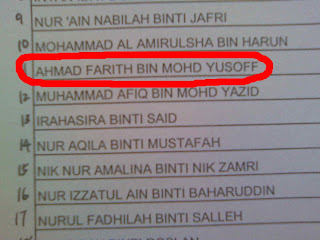 9 NUR 'AIN NABILAH BINTI JAFRI
10 MOHAMMAD AL AMIRULSHA BIN HARUN
AHMAD FARITH BIN MOHD YUSOFF
12 MUHAMMAD AFIQ BIN MOHD YAZID
13 IRAHASIRA BINTI SAID
14 NUR AQILA BINTI MUSTAFAH
15 NIK NUR AMALINA BINTI NIK ZAMRI
16 NUR IZZATUL AIN BINTI BAHARUDDIN
17 NURUL FADHILAH BINTI SALLEH